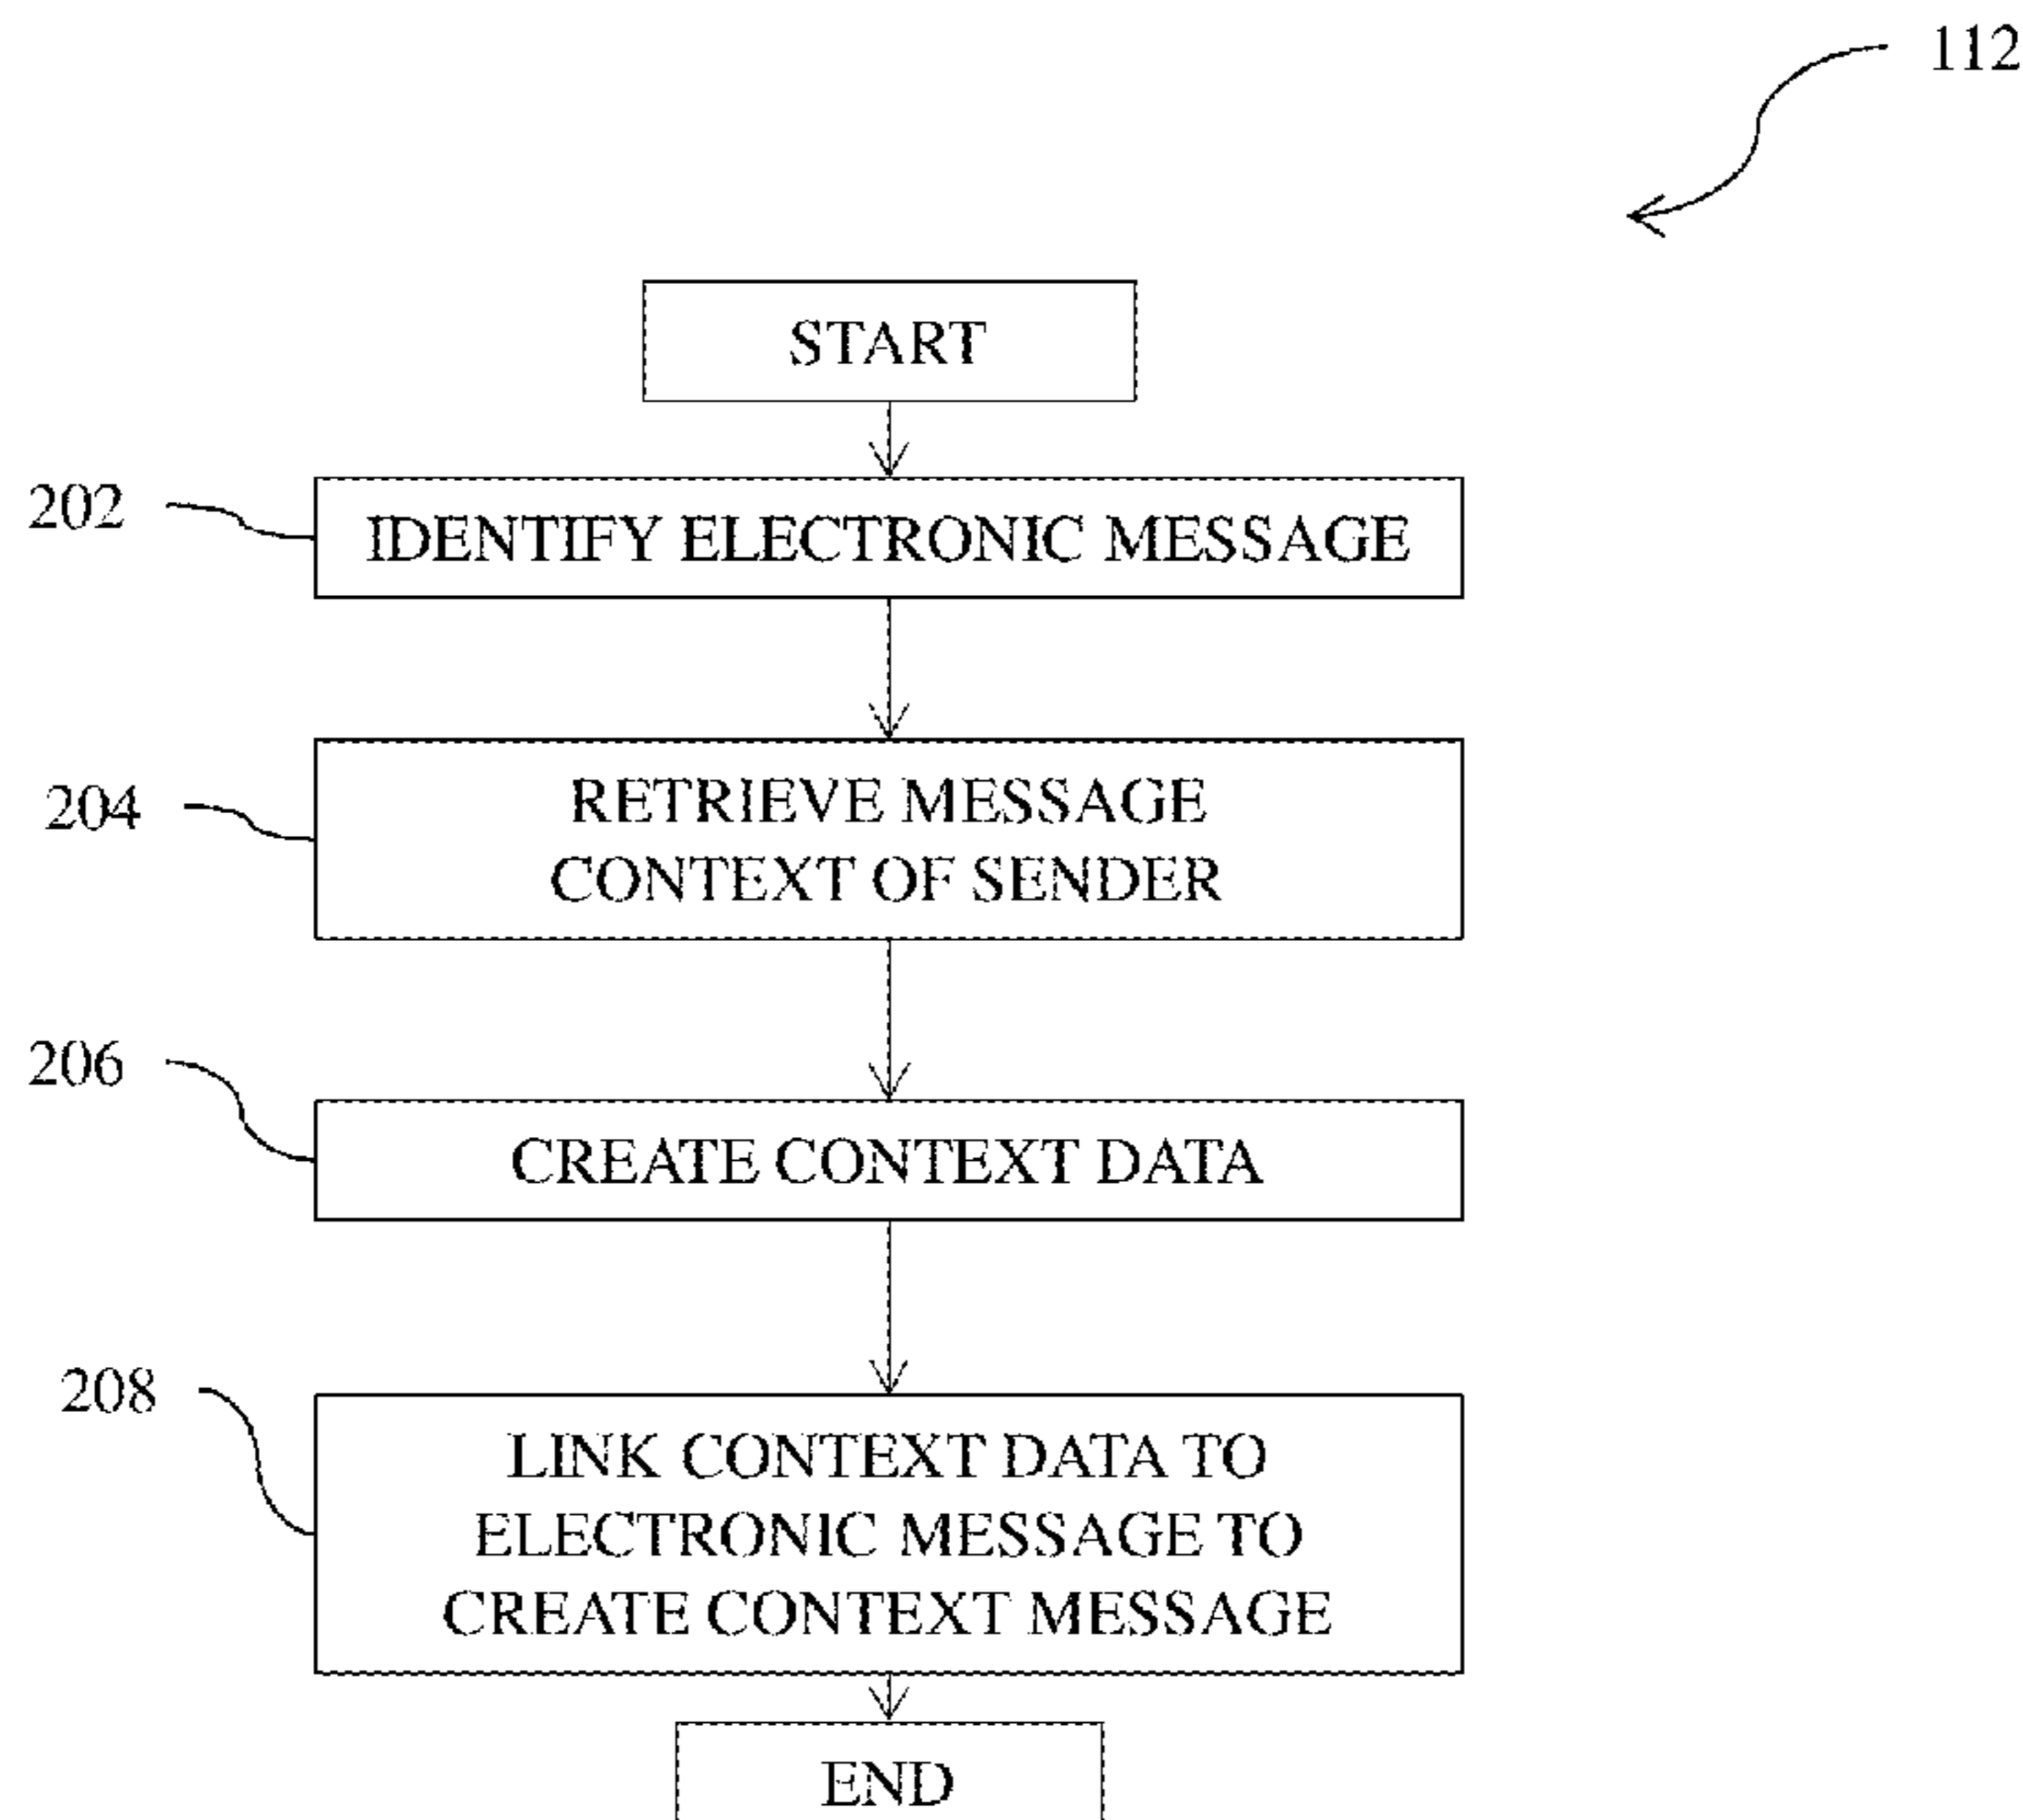 112
START
202
IDENTIFY ELECTRONIC MESSAGE
204
RETRIEVE MESSAGE
CONTEXT OF SENDER
206
CREATE CONTEXT DATA
208
LINK CONTEXT DATA TO
ELECTRONIC MESSAGE TO
CREATE CONTEXT MESSAGE
END